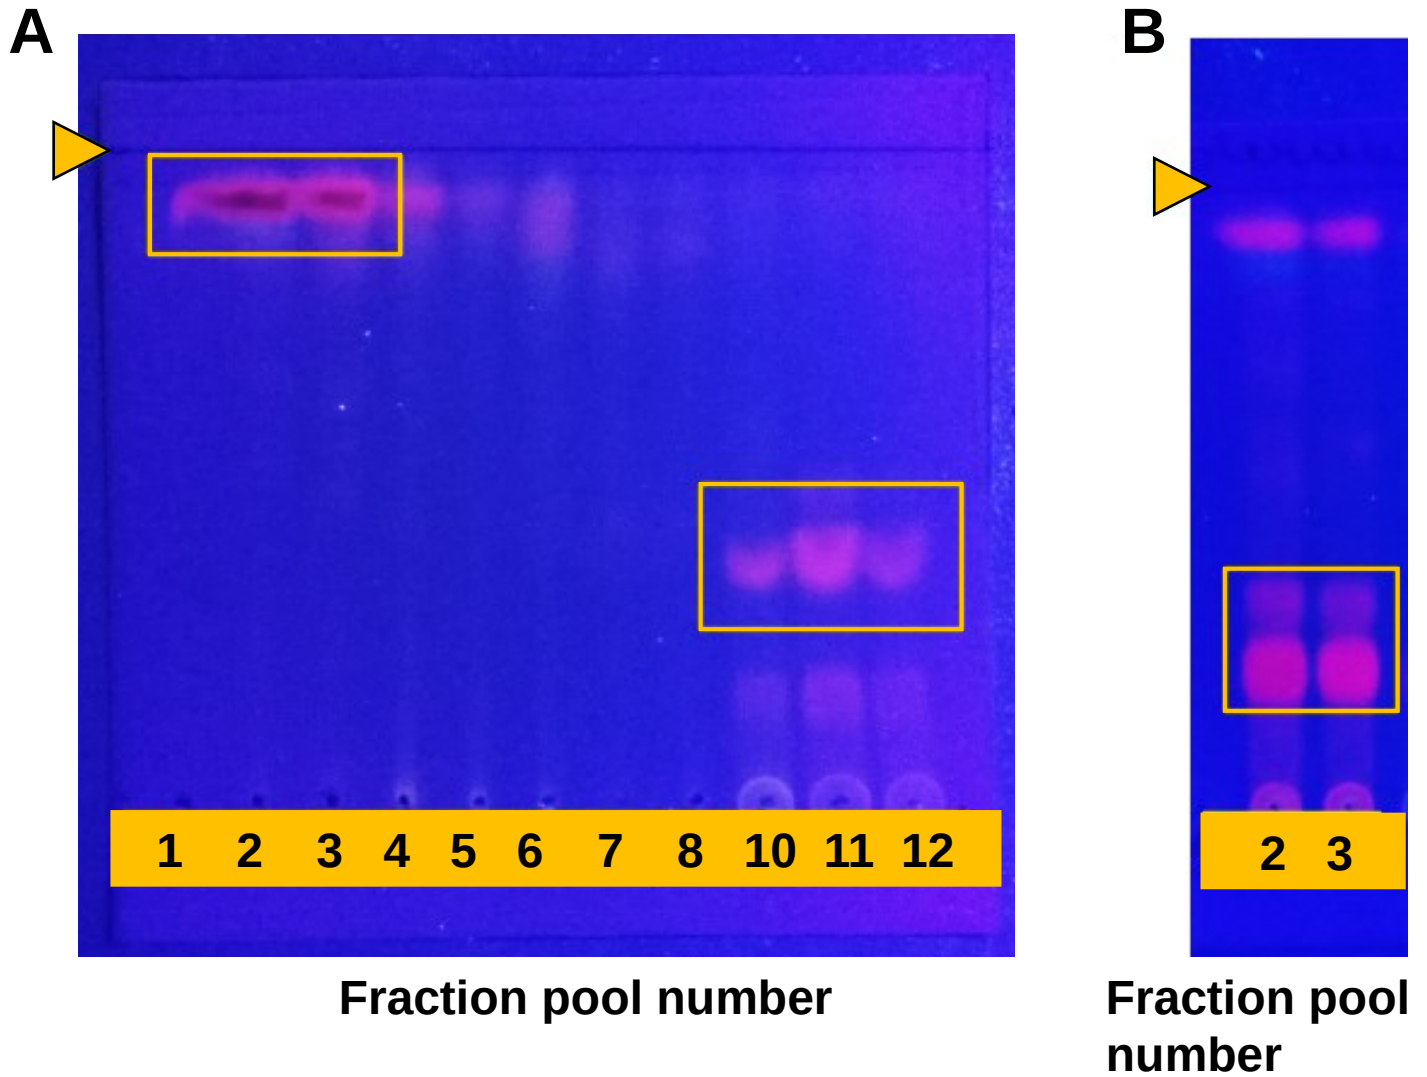 A
B
1 2 3 4 5 6 7 8 10 11 12
2 3
Fraction pool number
Fraction pool
number